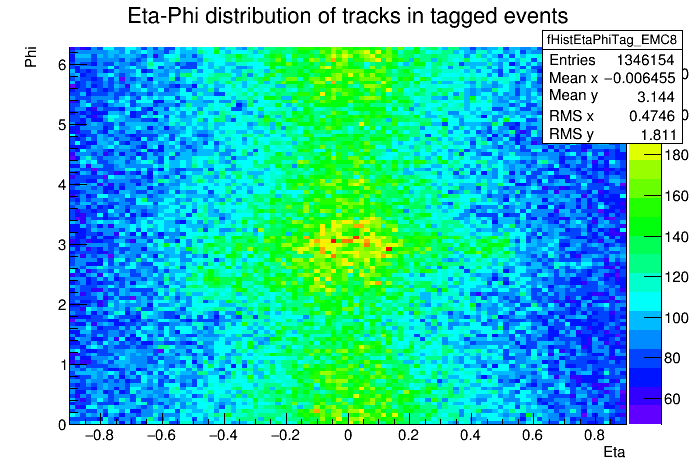 Eta-Phi distribution of tracks in tagged events
fHistEtaPhiTag_EMC8
Entries 1346154
Mean x −0.006455
Mean y 3.144
RMS x 0.4746
RMS y 1.811
Phi
6
5
4
3
2
1
0
−0.8 −0.6 −0.4 −0.2 0 0.2 0.4 0.6 0.8
Eta
180
160
140
120
100
80
60